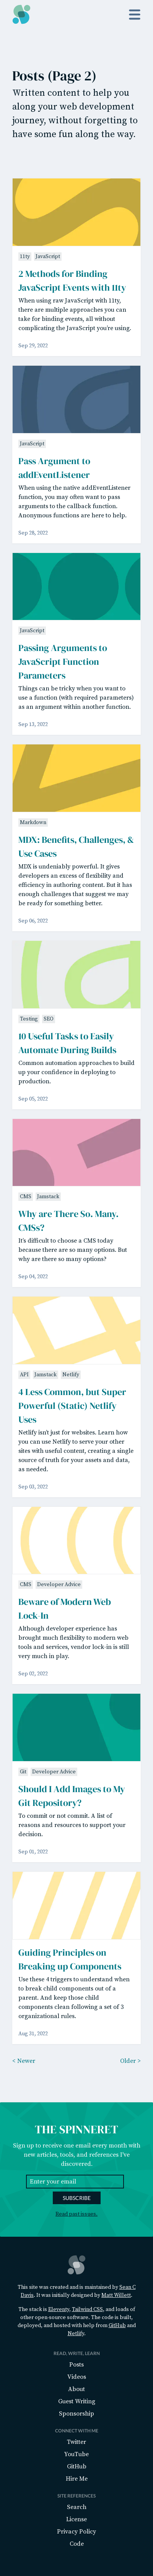 Posts (Page 2)
Written content to help you
along your web development
journey, without forgetting to
have some fun along the way.
11ty JavaScript
2 Methods for Binding
JavaScript Events with 11ty
When using raw JavaScript with 11ty,
there are multiple approaches you can
take for binding events, all without
complicating the JavaScript you're using.
Sep 29, 2022
JavaScript
Pass Argument to
addEventListener
When using the native addEventListener
function, you may often want to pass
arguments to the callback function.
Anonymous functions are here to help.
Sep 28, 2022
JavaScript
Passing Arguments to
JavaScript Function
Parameters
Things can be tricky when you want to
use a function (with required parameters)
as an argument within another function.
Sep 13, 2022
Markdown
MDX: Benefits, Challenges, &
Use Cases
MDX is undeniably powerful. It gives
developers an excess of flexibility and
efficiency in authoring content. But it has
enough challenges that suggest we may
be ready for something better.
Sep 06, 2022
Testing SEO
10 Useful Tasks to Easily
Automate During Builds
Common automation approaches to build
up your confidence in deploying to
production.
Sep 05, 2022
CMS Jamstack
Why are There So. Many.
CMSs?
It's difficult to choose a CMS today
because there are so many options. But
why are there so many options?
Sep 04, 2022
API Jamstack Netlify
4 Less Common, but Super
Powerful (Static) Netlify
Uses
Netlify isn't just for websites. Learn how
you can use Netlify to serve your other
sites with useful content, creating a single
source of truth for your assets and data,
as needed.
Sep 03, 2022
CMS Developer Advice
Beware of Modern Web
Lock-In
Although developer experience has
brought flexibility to modern web
tools and services, vendor lock-in is still
very much in play.
Sep 02, 2022
Git Developer Advice
Should I Add Images to My
Git Repository?
To commit or not commit. A list of
reasons and resources to support your
decision.
Sep 01, 2022
Guiding Principles on
Breaking up Components
Use these 4 triggers to understand when
to break child components out of a
parent. And keep those child
components clean following a set of 3
organizational rules.
Aug 31, 2022
< Newer Older >
THE SPINNERET
Sign up to receive one email every month with
new articles, tools, and other resources I've
discovered.
Enter your email
SUBSCRIBE
Read past issues.
This site was created and is maintained by Sean C
Davis. It was initially designed by Matt Willett.
The stack is Eleventy, Tailwind CSS, and loads of
other open source software. The code is built,
deployed, and hosted with help from GitHub and
Netlify.
READ, WRITE, LEARN
Posts
Videos
About
Guest Writing
Sponsorship
CONNECT WITH ME
Twitter
YouTube
GitHub
Hire Me
SITE REFERENCES
Search
License
Privacy Policy
Code